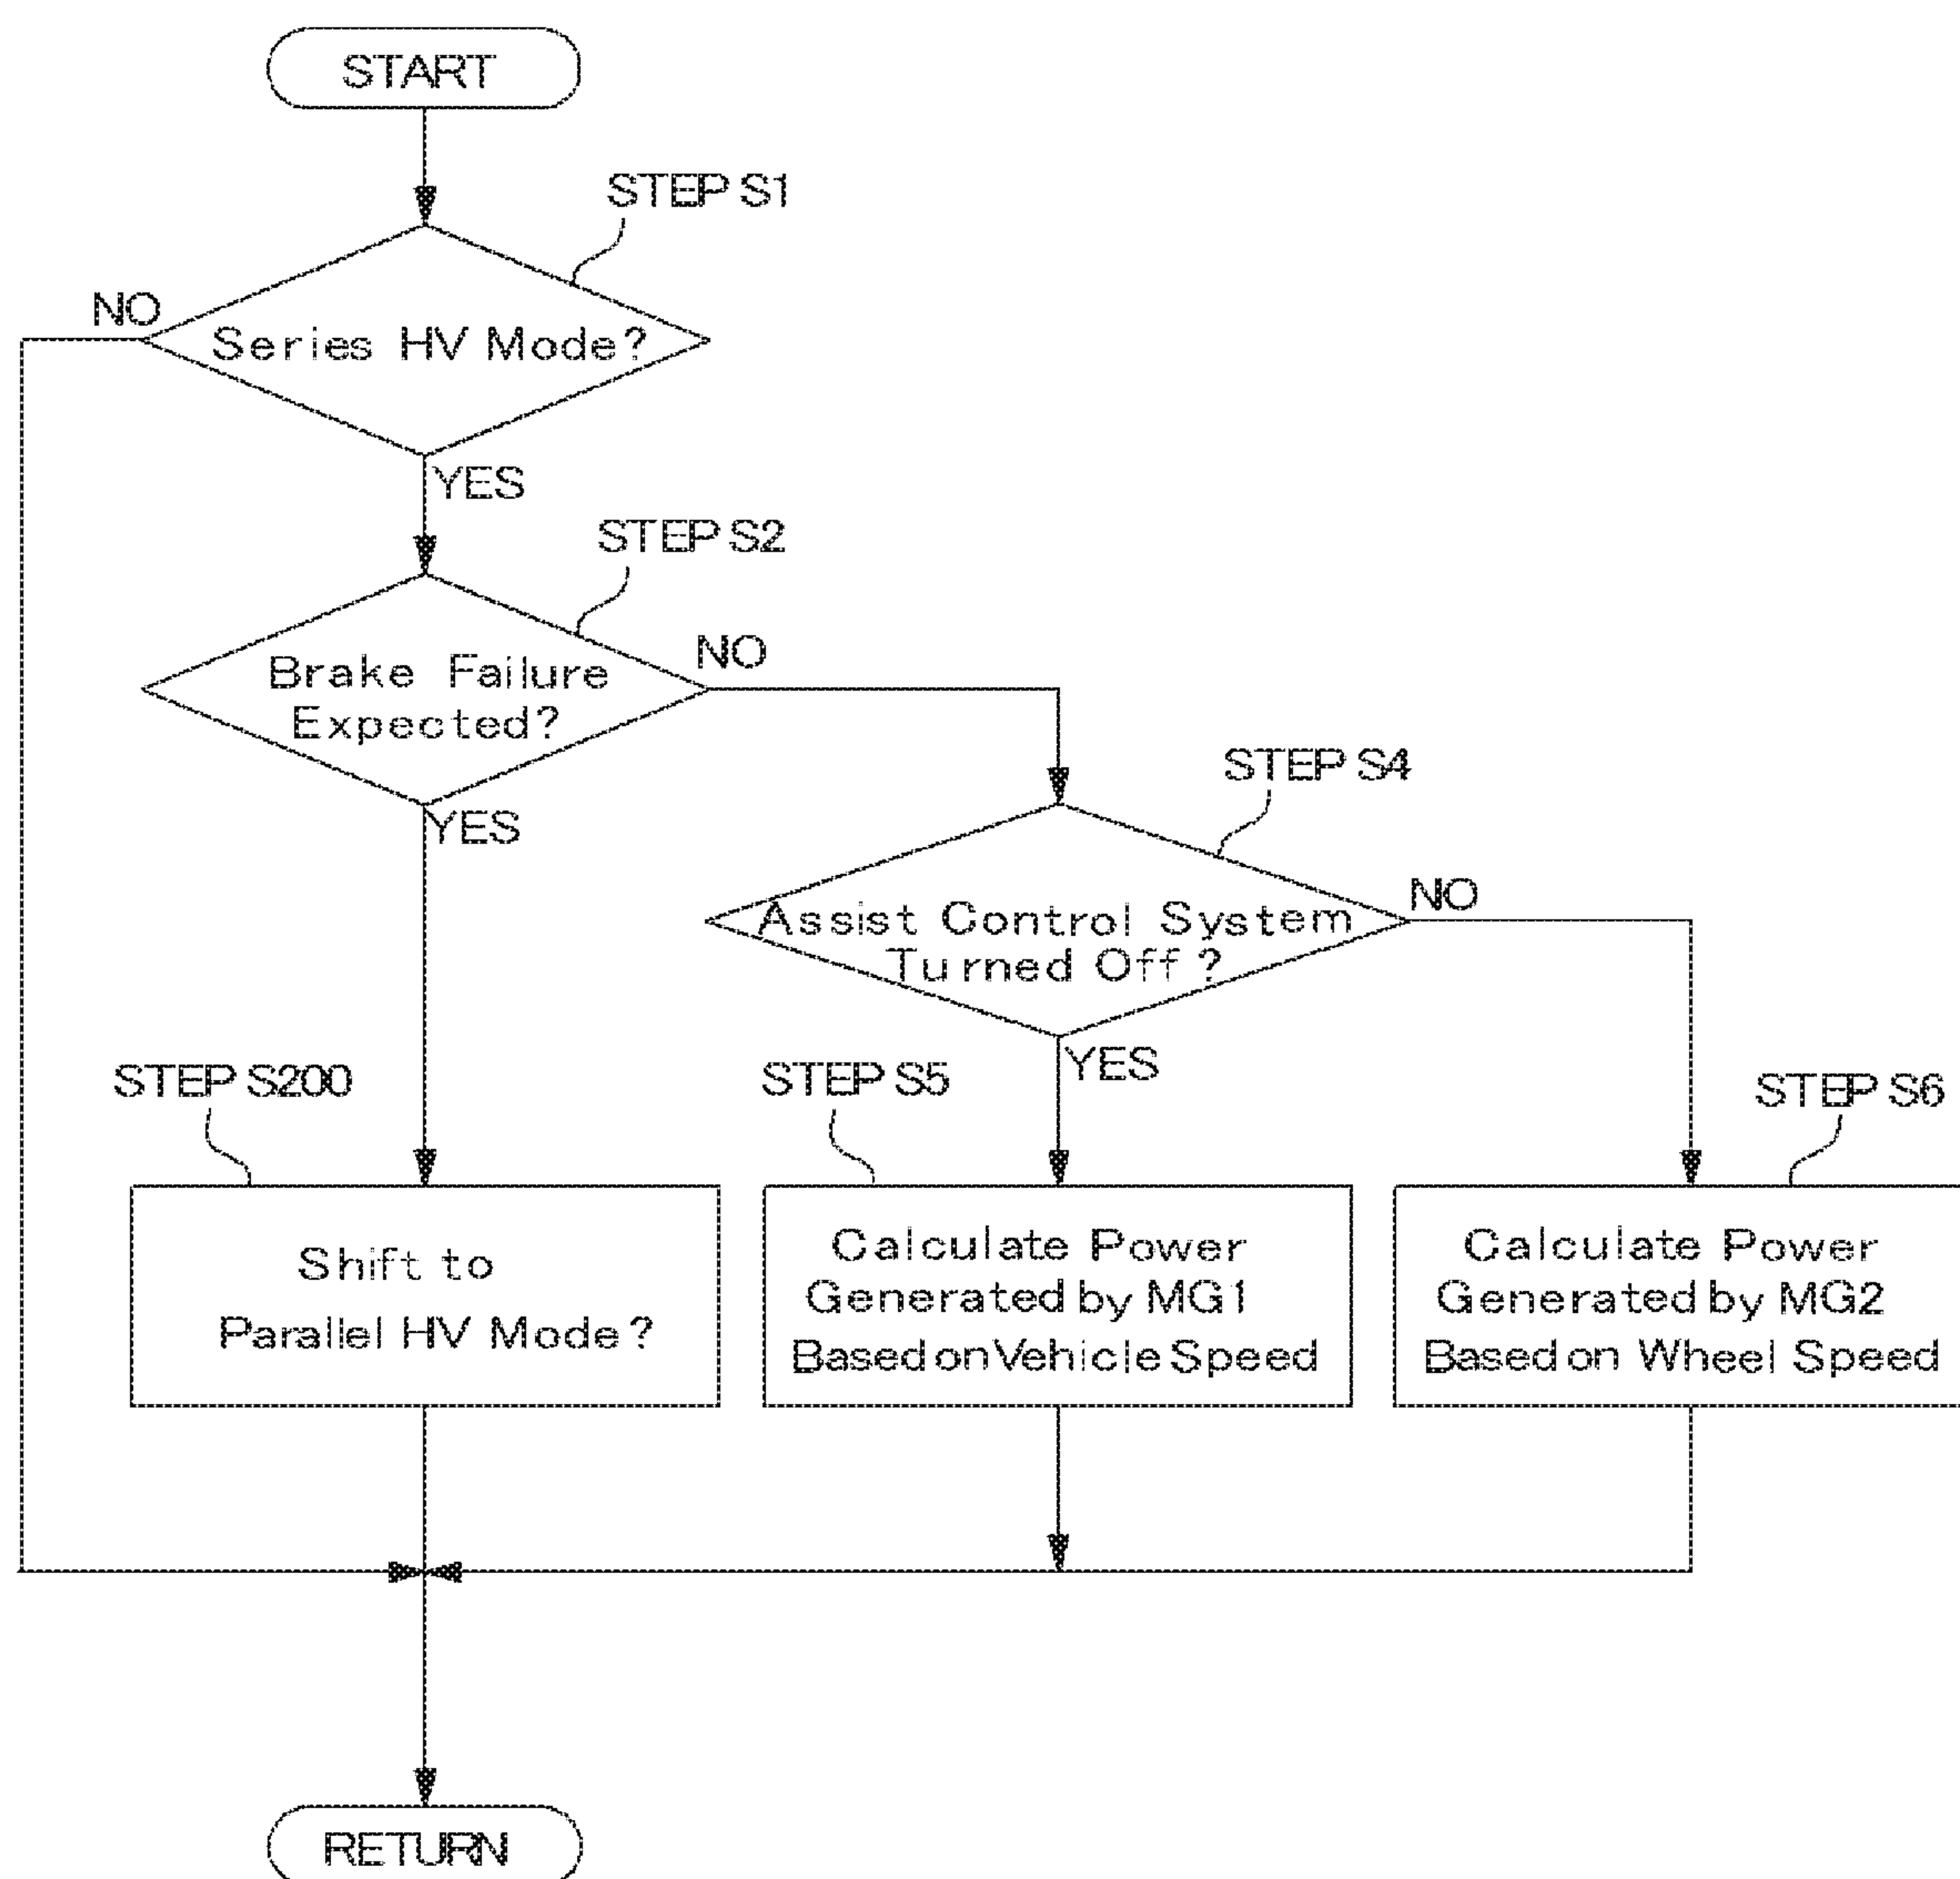 START
STEP S1
NO
Series HV Mode?
YES
STEP S2
NO
Brake Failure
Expected?
YES
STEP S4
NO
Assist Control System
Turned Off ?
YES
STEP S200
STEP S5
STEP S6
Shift to
Parallel HV Mode?
Calculate Power
Generated by MG1
Based on Vehicle Speed
Calculate Power
Generated by MG2
Based on Wheel Speed
RETURN